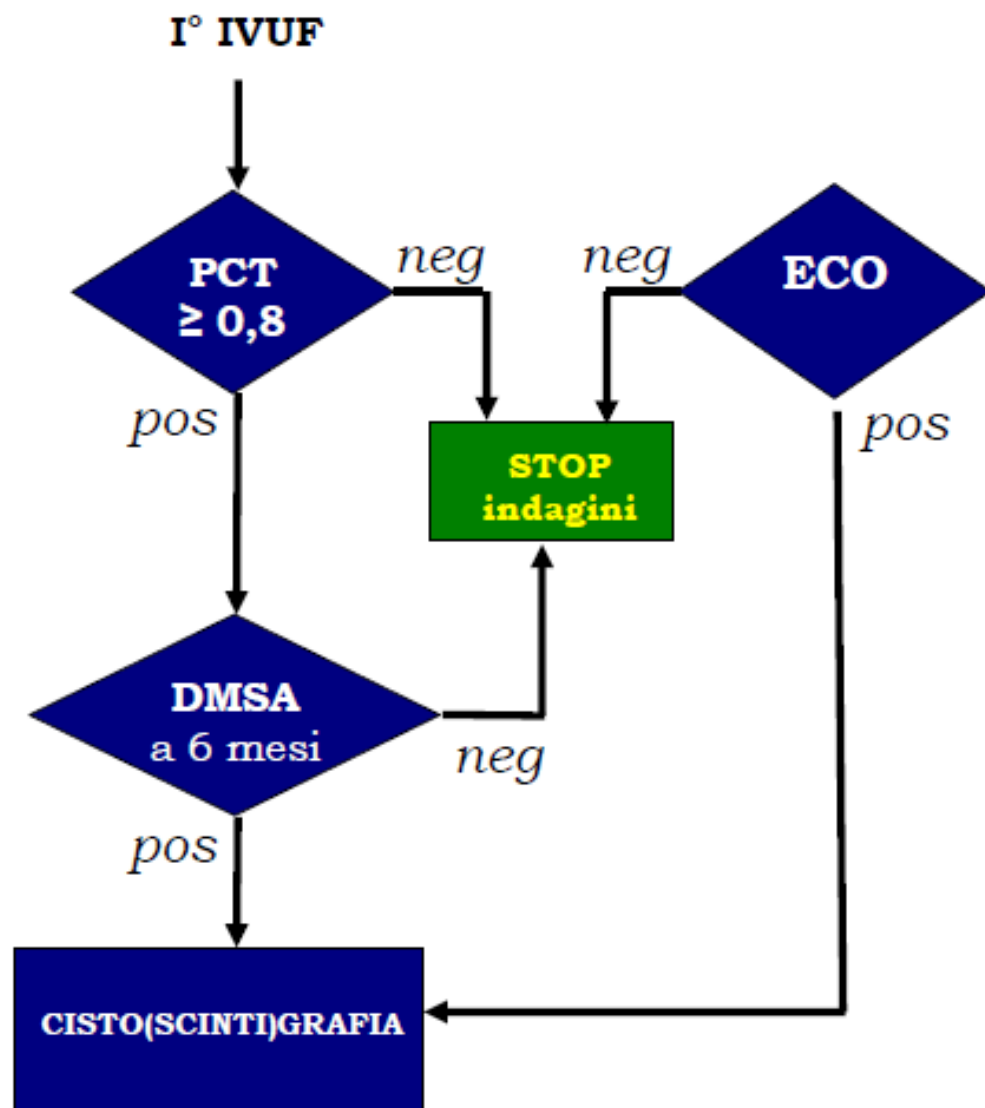 I° IVUF
PCT
≥ 0,8
neg
neg
ECO
pos
pos
STOP
indagini
DMSA
a 6 mesi
neg
pos
CISTO(SCINTI)GRAFIA